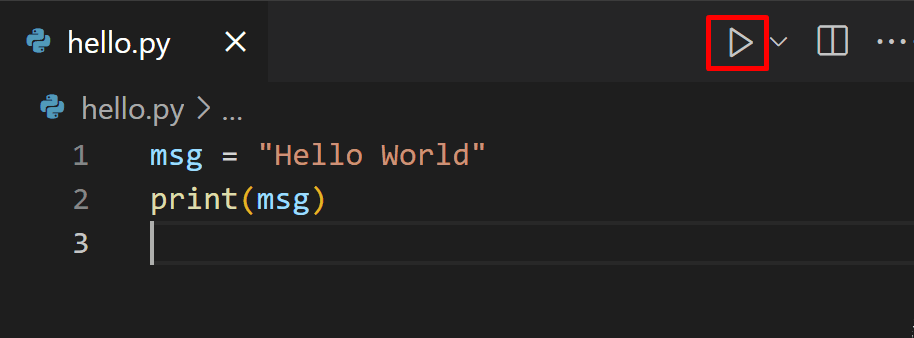 hello.py
hello.py > ...
1 msg = "Hello World"
2 print(msg)
3